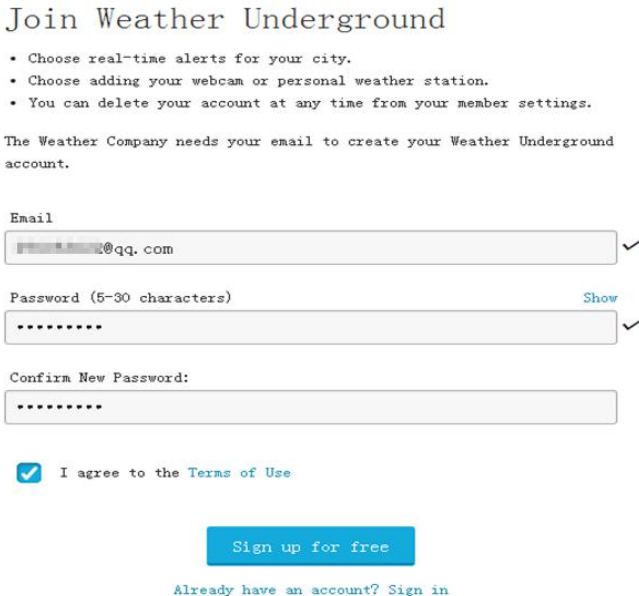 Join Weather Underground
• Choose real-time alerts for your city.
• Choose adding your webcam or personal weather station.
• You can delete your account at any time from your member settings.
The Weather Company needs your email to create your Weather Underground
account.
Email
@qq.com
Password (5-30 characters) Show
•••••••••
Confirm New Password:
•••••••••
I agree to the Terms of Use
Sign up for free
Already have an account? Sign in